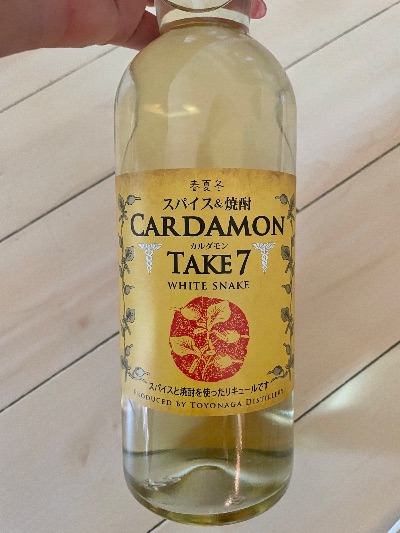 春夏冬
スパイス&焼酎
CARDAMON
カルダモン
TAKE 7
WHITE SNAKE
スパイスと焼酎を使ったリキュールです
PRODUCED BY TOYONAGA DISTILLERY